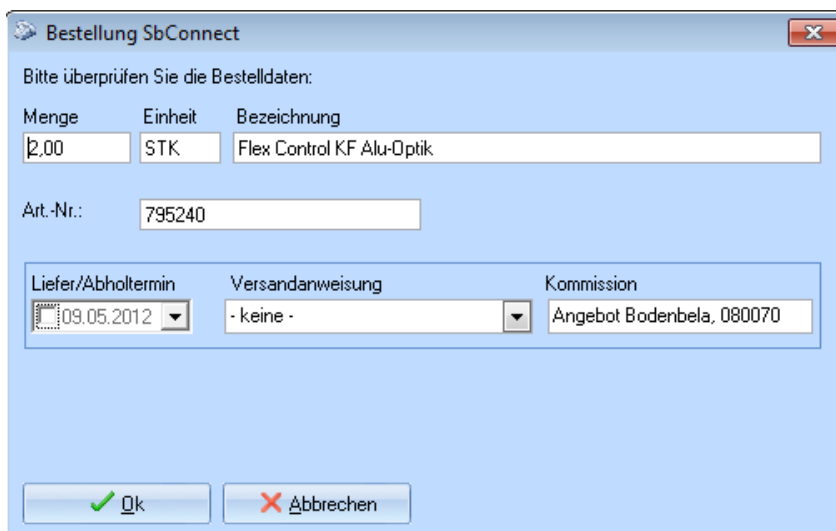 Bestellung SbConnect
Bitte überprüfen Sie die Bestelldaten:
Menge Einheit Bezeichnung
2,00 STK Flex Control KF Alu-Optik
Art.-Nr.: 795240
Liefer/Abholtermin Versandanweisung Kommission
09.05.2012 - keine - Angebot Bodenbela, 080070
Ok Abbrechen